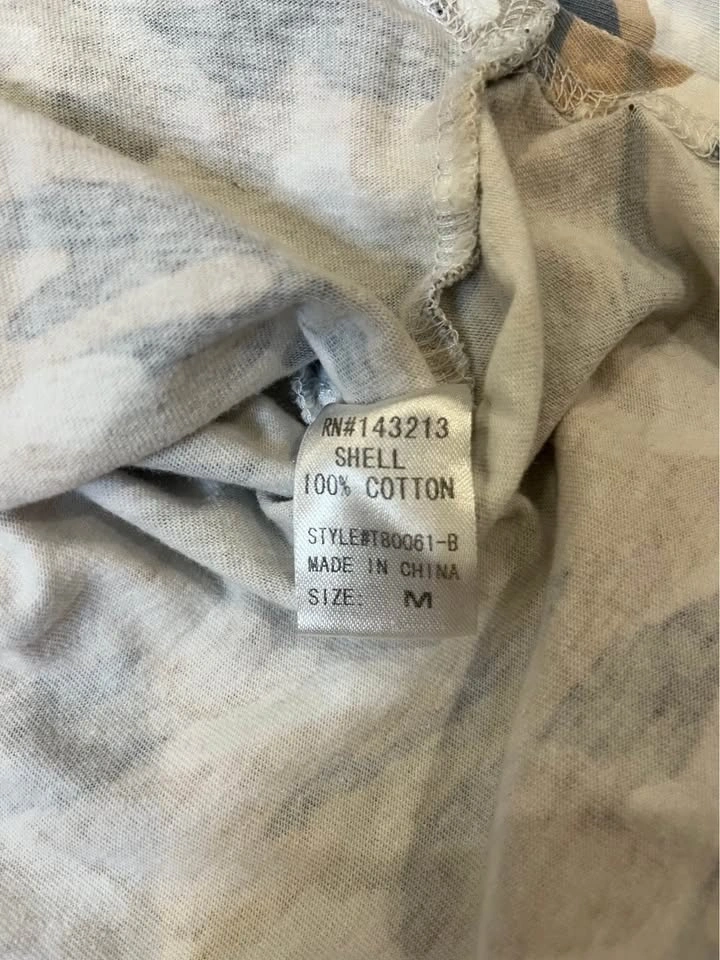 RN#143213
SHELL
100% COTTON
STYLE#T80061-B
MADE IN CHINA
SIZE: M